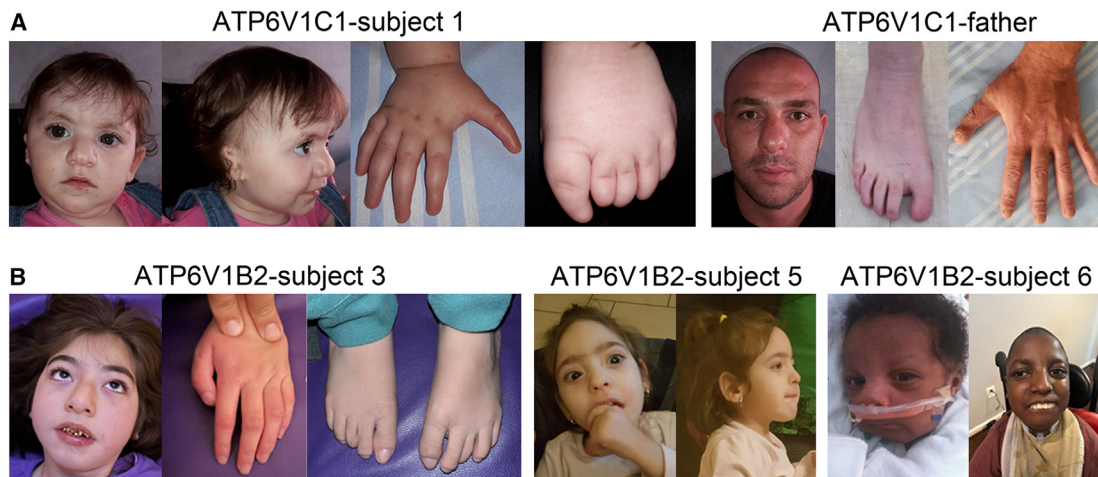 A
ATP6V1C1-subject 1
ATP6V1C1-father
B
ATP6V1B2-subject 3
ATP6V1B2-subject 5
ATP6V1B2-subject 6